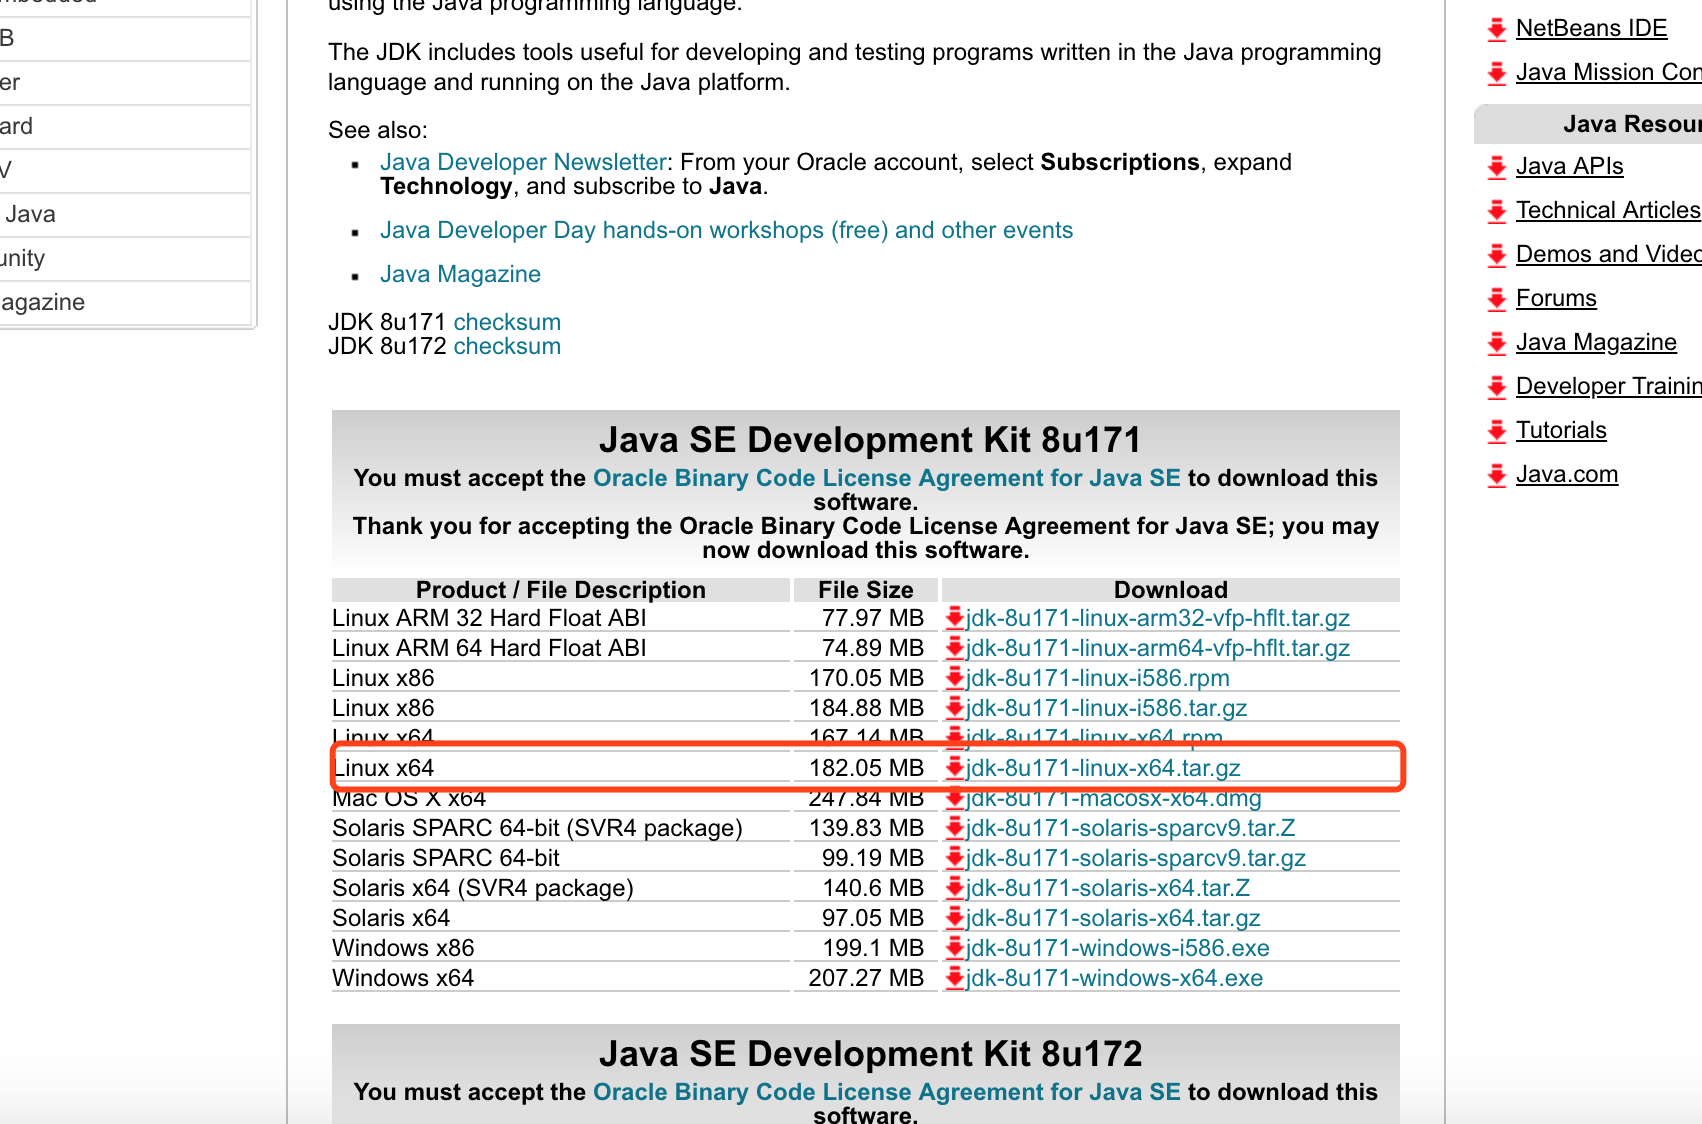 B
er
ard
V
Java
unity
agazine
using the Java programming language.
The JDK includes tools useful for developing and testing programs written in the Java programming
language and running on the Java platform.
See also:
▪ Java Developer Newsletter: From your Oracle account, select Subscriptions, expand
Technology, and subscribe to Java.
▪ Java Developer Day hands-on workshops (free) and other events
▪ Java Magazine
JDK 8u171 checksum
JDK 8u172 checksum
Java SE Development Kit 8u171
You must accept the Oracle Binary Code License Agreement for Java SE to download this
software.
Thank you for accepting the Oracle Binary Code License Agreement for Java SE; you may
now download this software.
Product / File Description File Size Download
Linux ARM 32 Hard Float ABI 77.97 MB jdk-8u171-linux-arm32-vfp-hflt.tar.gz
Linux ARM 64 Hard Float ABI 74.89 MB jdk-8u171-linux-arm64-vfp-hflt.tar.gz
Linux x86 170.05 MB jdk-8u171-linux-i586.rpm
Linux x86 184.88 MB jdk-8u171-linux-i586.tar.gz
Linux x64 167.14 MB jdk-8u171-linux-x64.rpm
Linux x64 182.05 MB jdk-8u171-linux-x64.tar.gz
Mac OS X x64 247.84 MB jdk-8u171-macosx-x64.dmg
Solaris SPARC 64-bit (SVR4 package) 139.83 MB jdk-8u171-solaris-sparcv9.tar.Z
Solaris SPARC 64-bit 99.19 MB jdk-8u171-solaris-sparcv9.tar.gz
Solaris x64 (SVR4 package) 140.6 MB jdk-8u171-solaris-x64.tar.Z
Solaris x64 97.05 MB jdk-8u171-solaris-x64.tar.gz
Windows x86 199.1 MB jdk-8u171-windows-i586.exe
Windows x64 207.27 MB jdk-8u171-windows-x64.exe
Java SE Development Kit 8u172
You must accept the Oracle Binary Code License Agreement for Java SE to download this
software.
NetBeans IDE
Java Mission Con
Java Resour
Java APIs
Technical Articles
Demos and Video
Forums
Java Magazine
Developer Trainin
Tutorials
Java.com